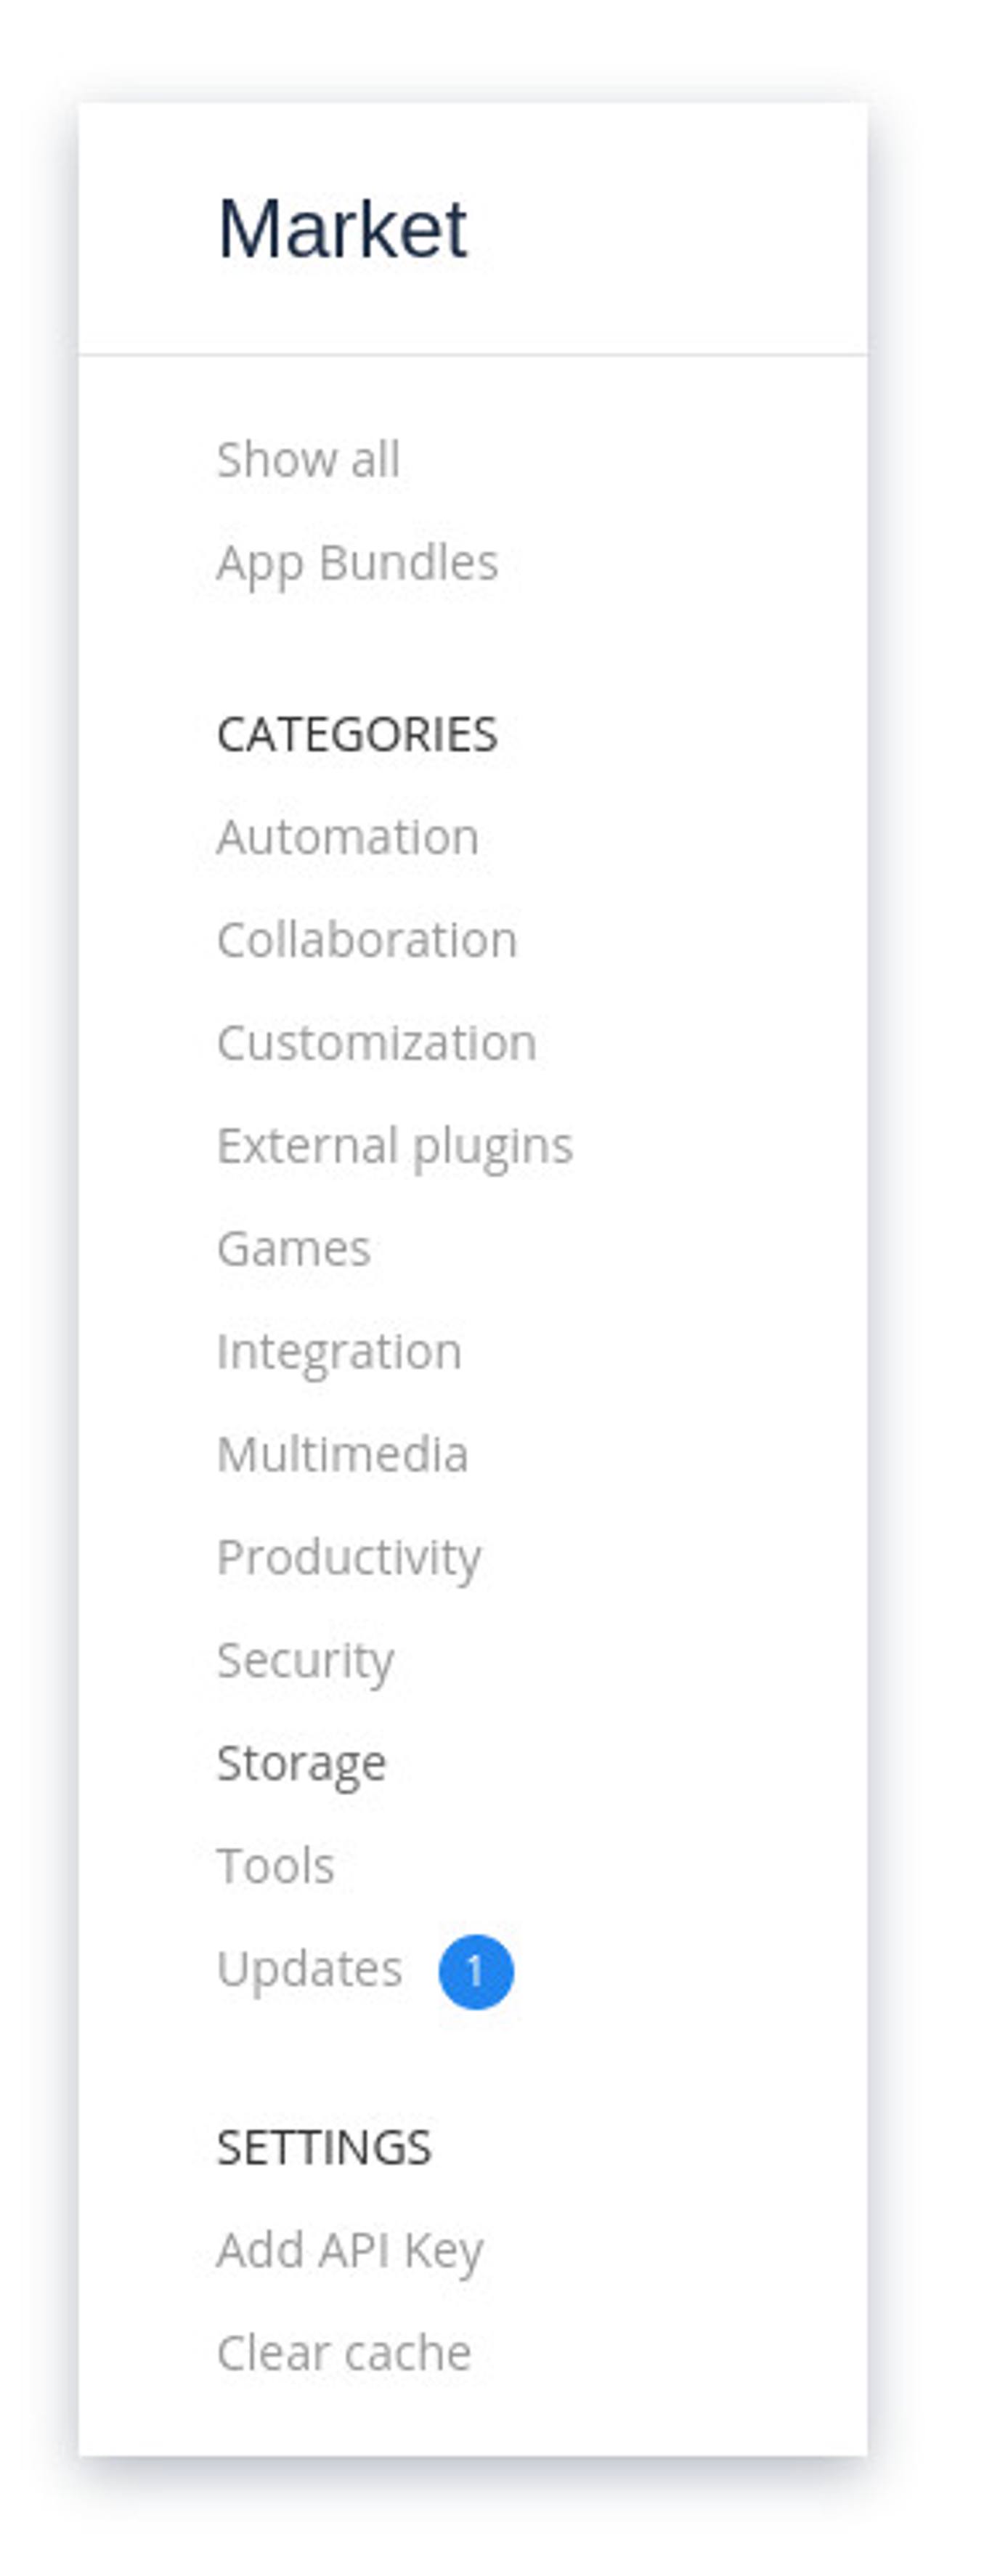 Market
Show all
App Bundles
CATEGORIES
Automation
Collaboration
Customization
External plugins
Games
Integration
Multimedia
Productivity
Security
Storage
Tools
Updates 1
SETTINGS
Add API Key
Clear cache